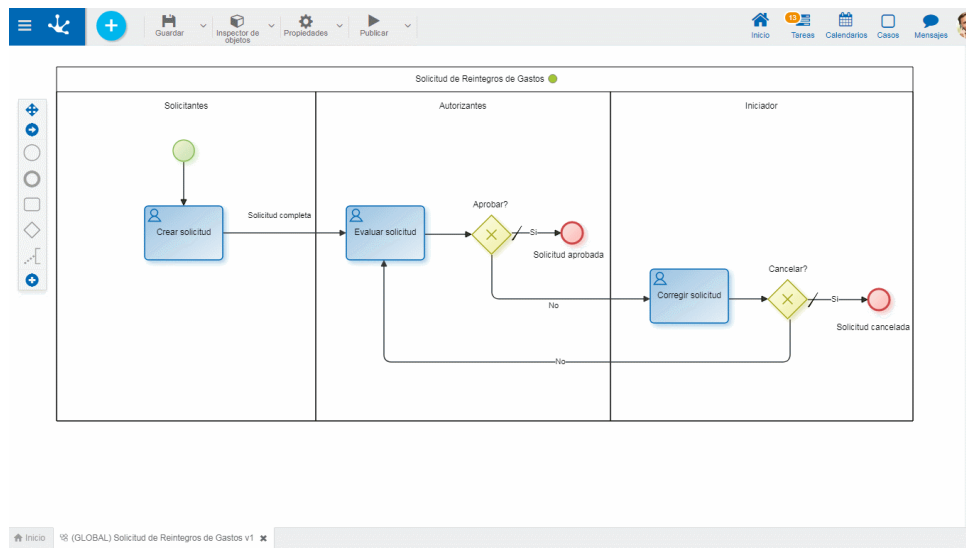 Guardar
Inspector de
objetos
Propiedades
Publicar
Inicio
13
Tareas
Calendarios
Casos
Mensajes
Solicitud de Reintegros de Gastos
Solicitantes
Autorizantes
Iniciador
Crear solicitud
Solicitud completa
Evaluar solicitud
Aprobar?
Si
Solicitud aprobada
No
Corregir solicitud
Cancelar?
Si
Solicitud cancelada
No
Inicio
(GLOBAL) Solicitud de Reintegros de Gastos v1